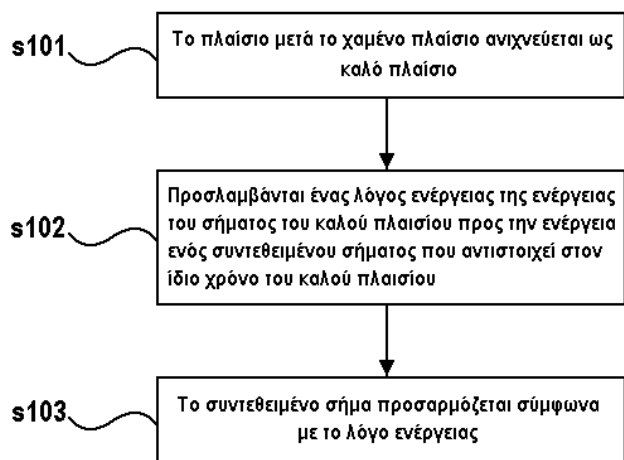 s101
Το πλαίσιο μετά το χαμένο πλαίσιο ανιχνεύεται ως
καλό πλαίσιο
s102
Προσλαμβάνται ένας λόγος ενέργειας της ενέργειας
του σήματος του καλού πλαισίου προς την ενέργεια
ενός συντεθειμένου σήματος που αντιστοιχεί στον
ίδιο χρόνο του καλού πλαισίου
s103
Το συντεθειμένο σήμα προσαρμόζεται σύμφωνα
με το λόγο ενέργειας